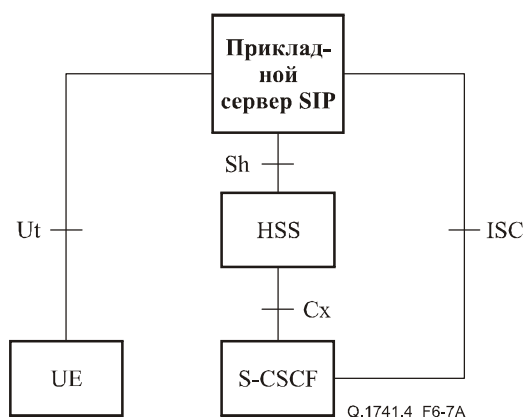 Приклад-
ной
сервер SIP
Sh
Ut
HSS
ISC
Cx
UE
S-CSCF
Q.1741.4_F6-7A